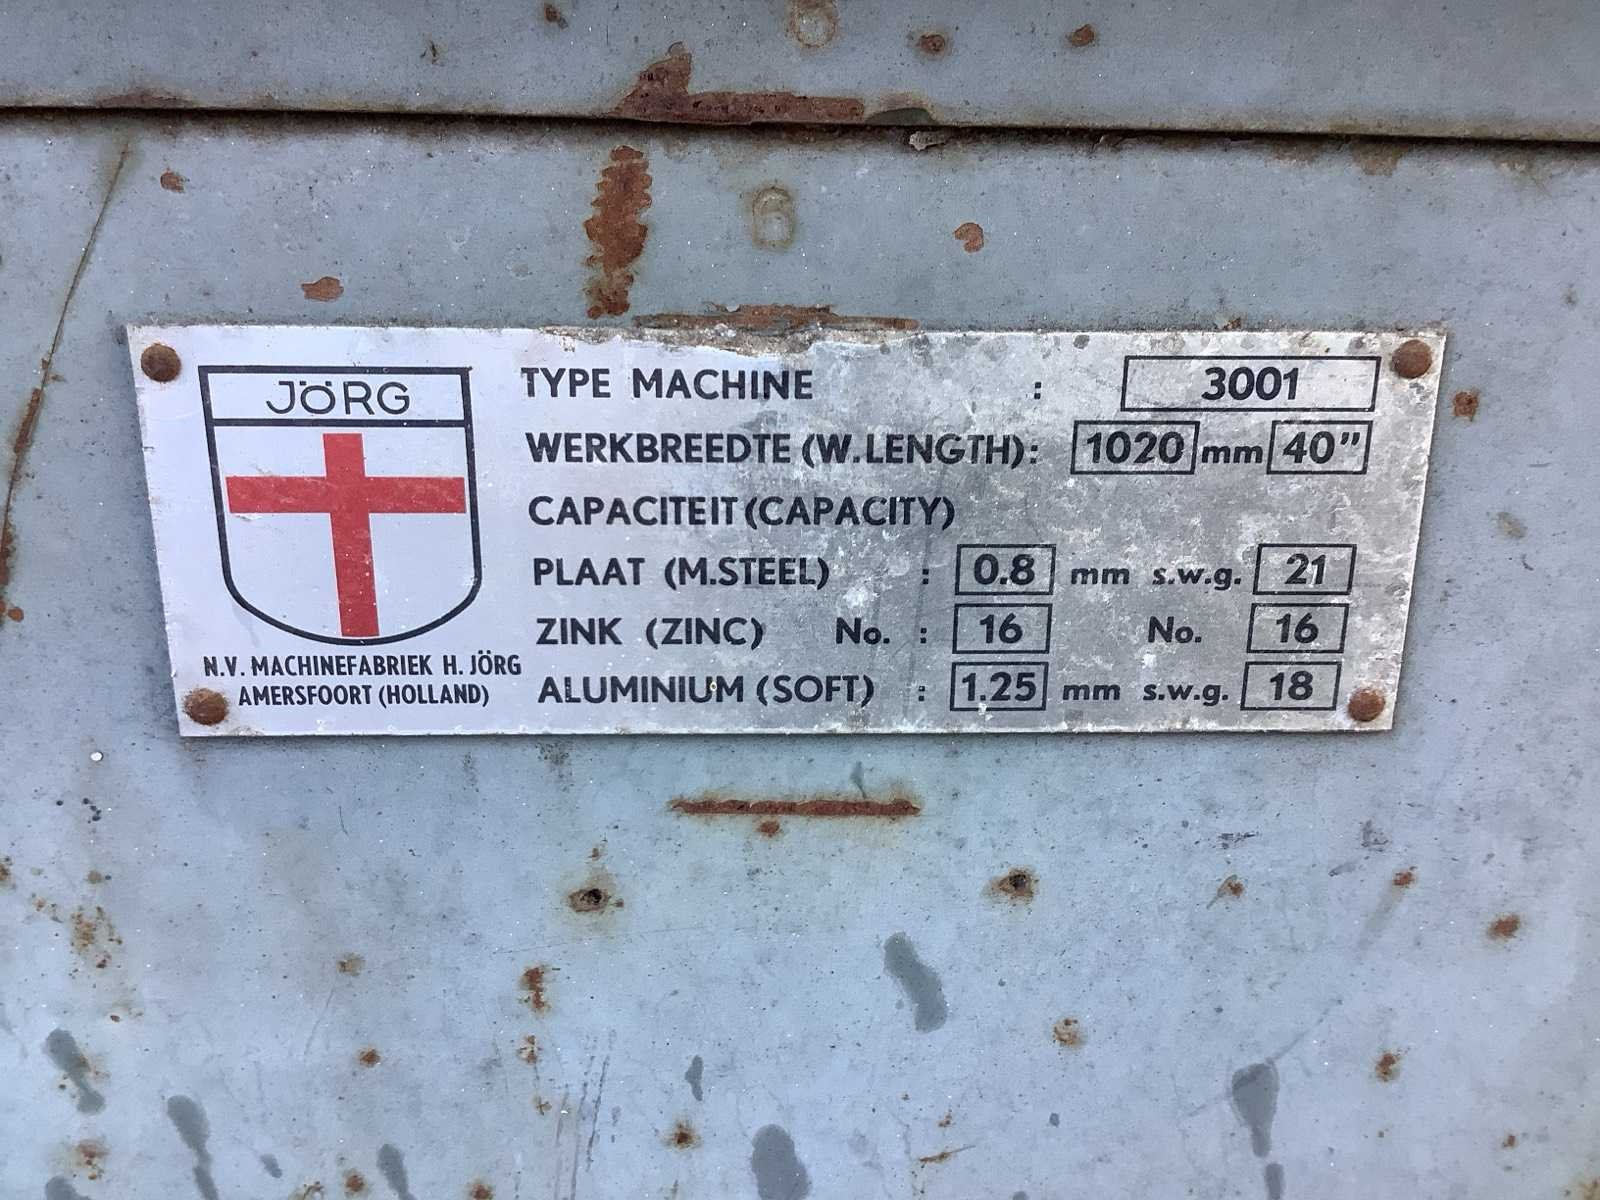 JÖRG
N.V. MACHINEFABRIEK H. JÖRG
AMERSFOORT (HOLLAND)
TYPE MACHINE : 3001
WERKBREEDTE (W.LENGTH): 1020 mm 40"
CAPACITEIT (CAPACITY)
PLAAT (M.STEEL) : 0.8 mm s.w.g. 21
ZINK (ZINC) No. : 16 No. 16
ALUMINIUM (SOFT) : 1.25 mm s.w.g. 18